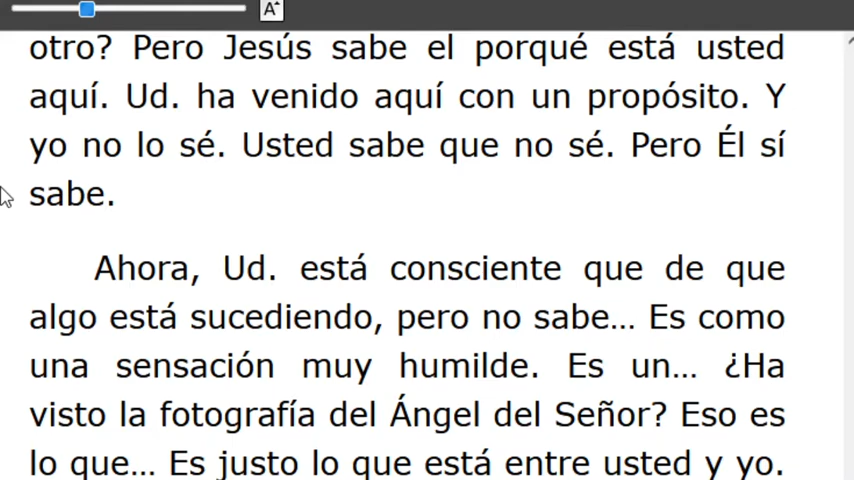 A
otro? Pero Jesús sabe el porqué está usted
aquí. Ud. ha venido aquí con un propósito. Y
yo no lo sé. Usted sabe que no sé. Pero Él sí
sabe.
Ahora, Ud. está consciente que de que
algo está sucediendo, pero no sabe… Es como
una sensación muy humilde. Es un… ¿Ha
visto la fotografía del Ángel del Señor? Eso es
lo que… Es justo lo que está entre usted y yo.